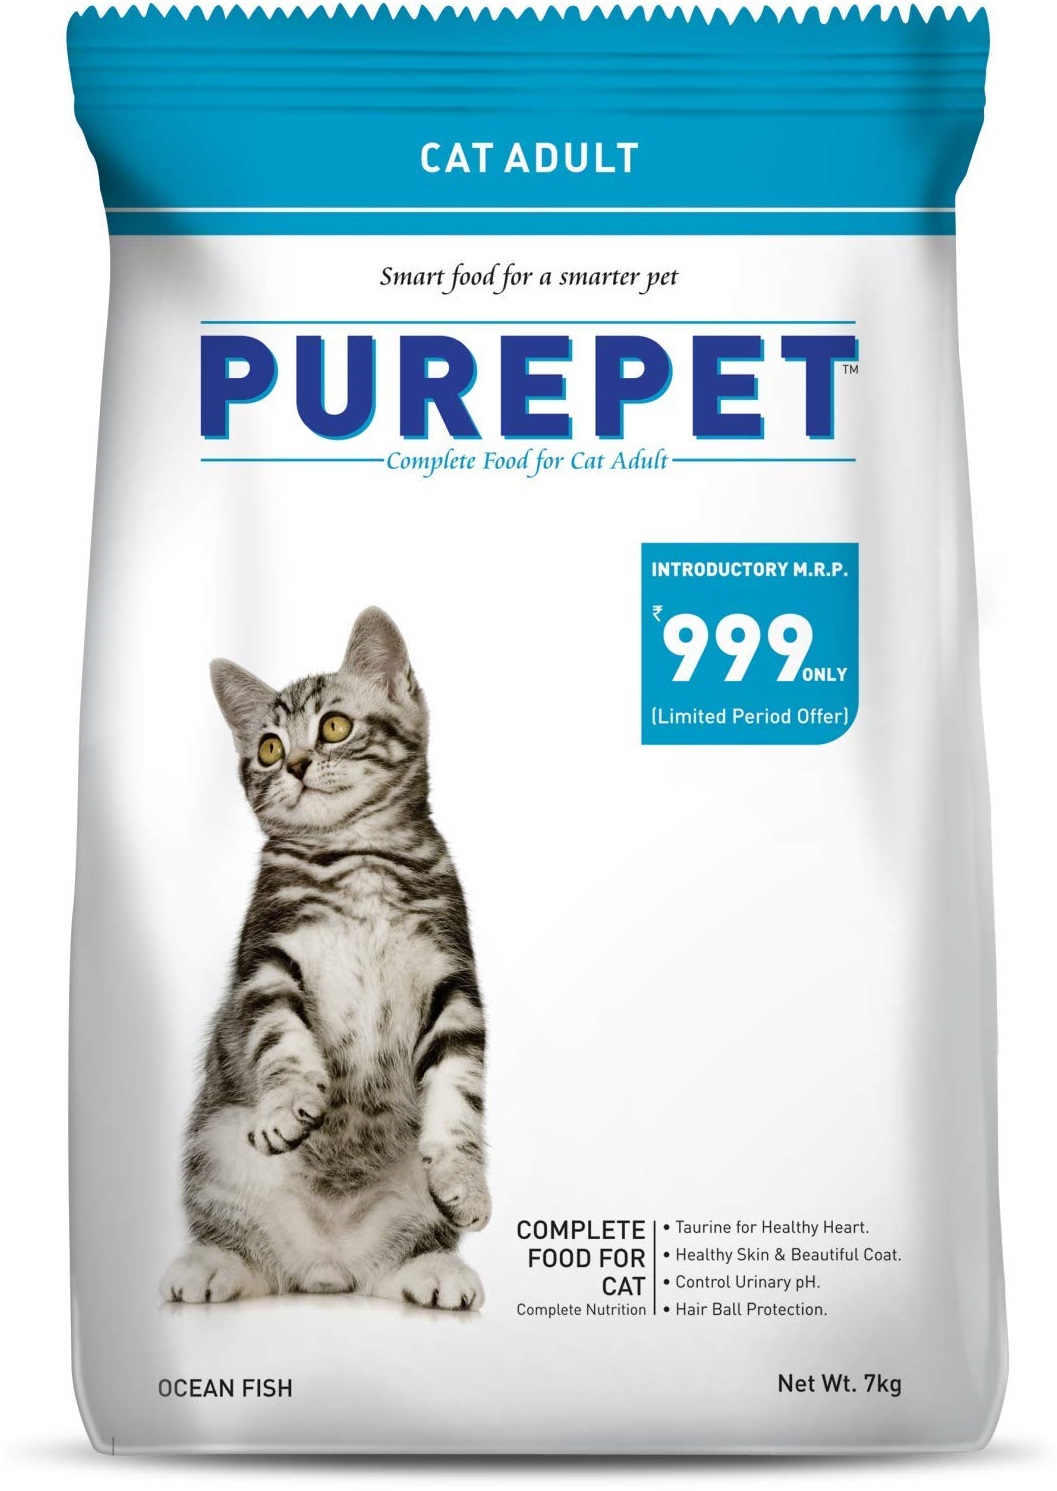 CAT ADULT
Smart food for a smarter pet
PUREPET™
Complete Food for Cat Adult
INTRODUCTORY M.R.P.
₹999 ONLY
(Limited Period Offer)
COMPLETE
FOOD FOR
CAT
Complete Nutrition
• Taurine for Healthy Heart.
• Healthy Skin & Beautiful Coat.
• Control Urinary pH.
• Hair Ball Protection.
OCEAN FISH
Net Wt. 7kg